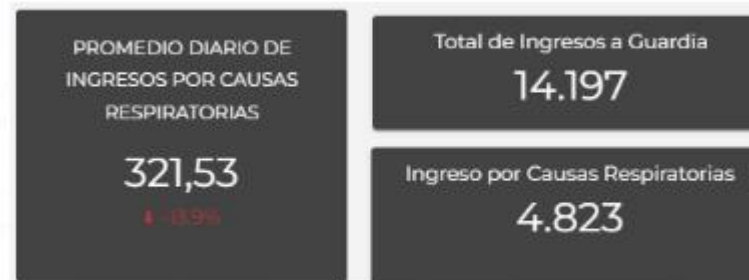 PROMEDIO DIARIO DE
INGRESOS POR CAUSAS
RESPIRATORIAS
321,53
Total de Ingresos a Guardia
14.197
Ingreso por Causas Respiratorias
4.823